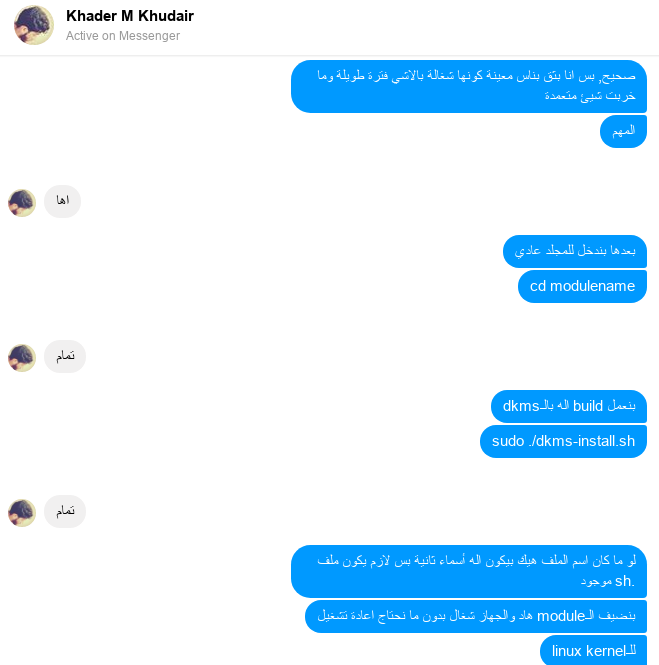 Khader M Khudair
Active on Messenger
صحيح, بس انا بثق بناس معينة كونها شغالة بالاشي فترة طويلة وما
خربت شيئ متعمدة
المهم
اها
بعدها بندخل للمجلد عادي
cd modulename
تمام
بنعمل build اله بالـdkms
sudo ./dkms-install.sh
تمام
لو ما كان اسم الملف هيك بيكون اله أسماء ثانية بس لازم يكون ملف
.sh موجود
بنضيف الـmodule هاد والجهاز شغال بدون ما نحتاج اعادة تشغيل
للـlinux kernel